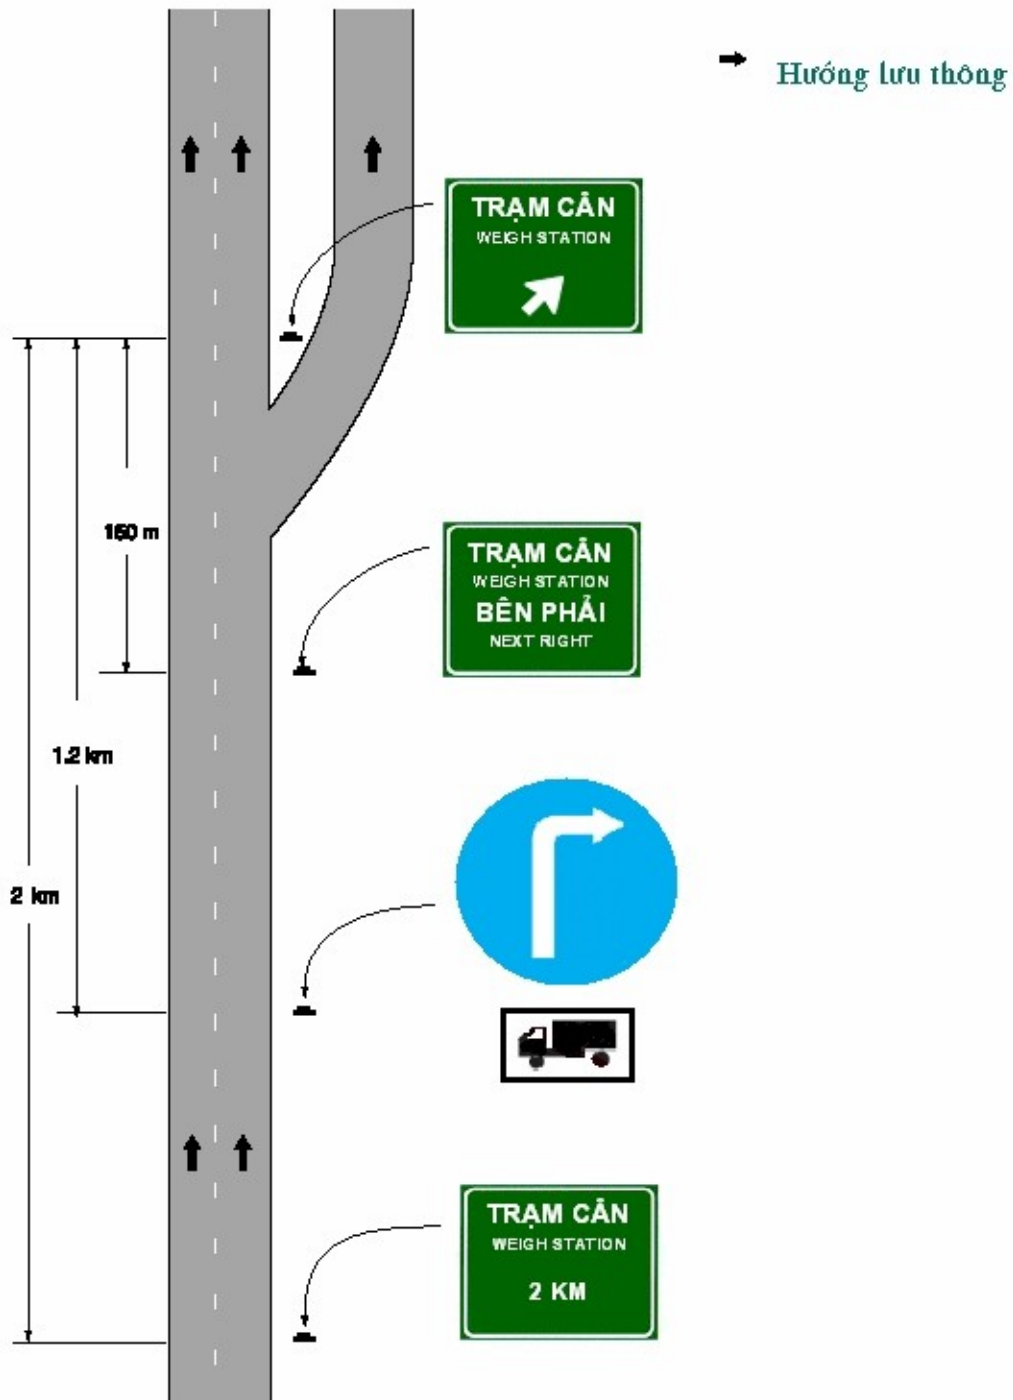 Hướng lưu thông
TRẠM CÂN
WEIGH STATION
TRẠM CÂN
WEIGH STATION
BÊN PHẢI
NEXT RIGHT
150 m
1.2 km
2 km
TRẠM CÂN
WEIGH STATION
2 KM